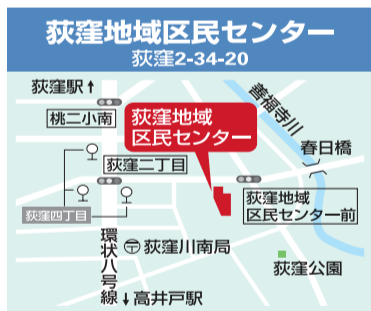 荻窪地域区民センター
荻窪2-34-20
荻窪駅↑
桃二小南
荻窪地域
区民センター
善福寺川
春日橋
荻窪二丁目
荻窪四丁目
荻窪地域
区民センター前
環状八号線
〶荻窪川南局
荻窪公園
↓高井戸駅